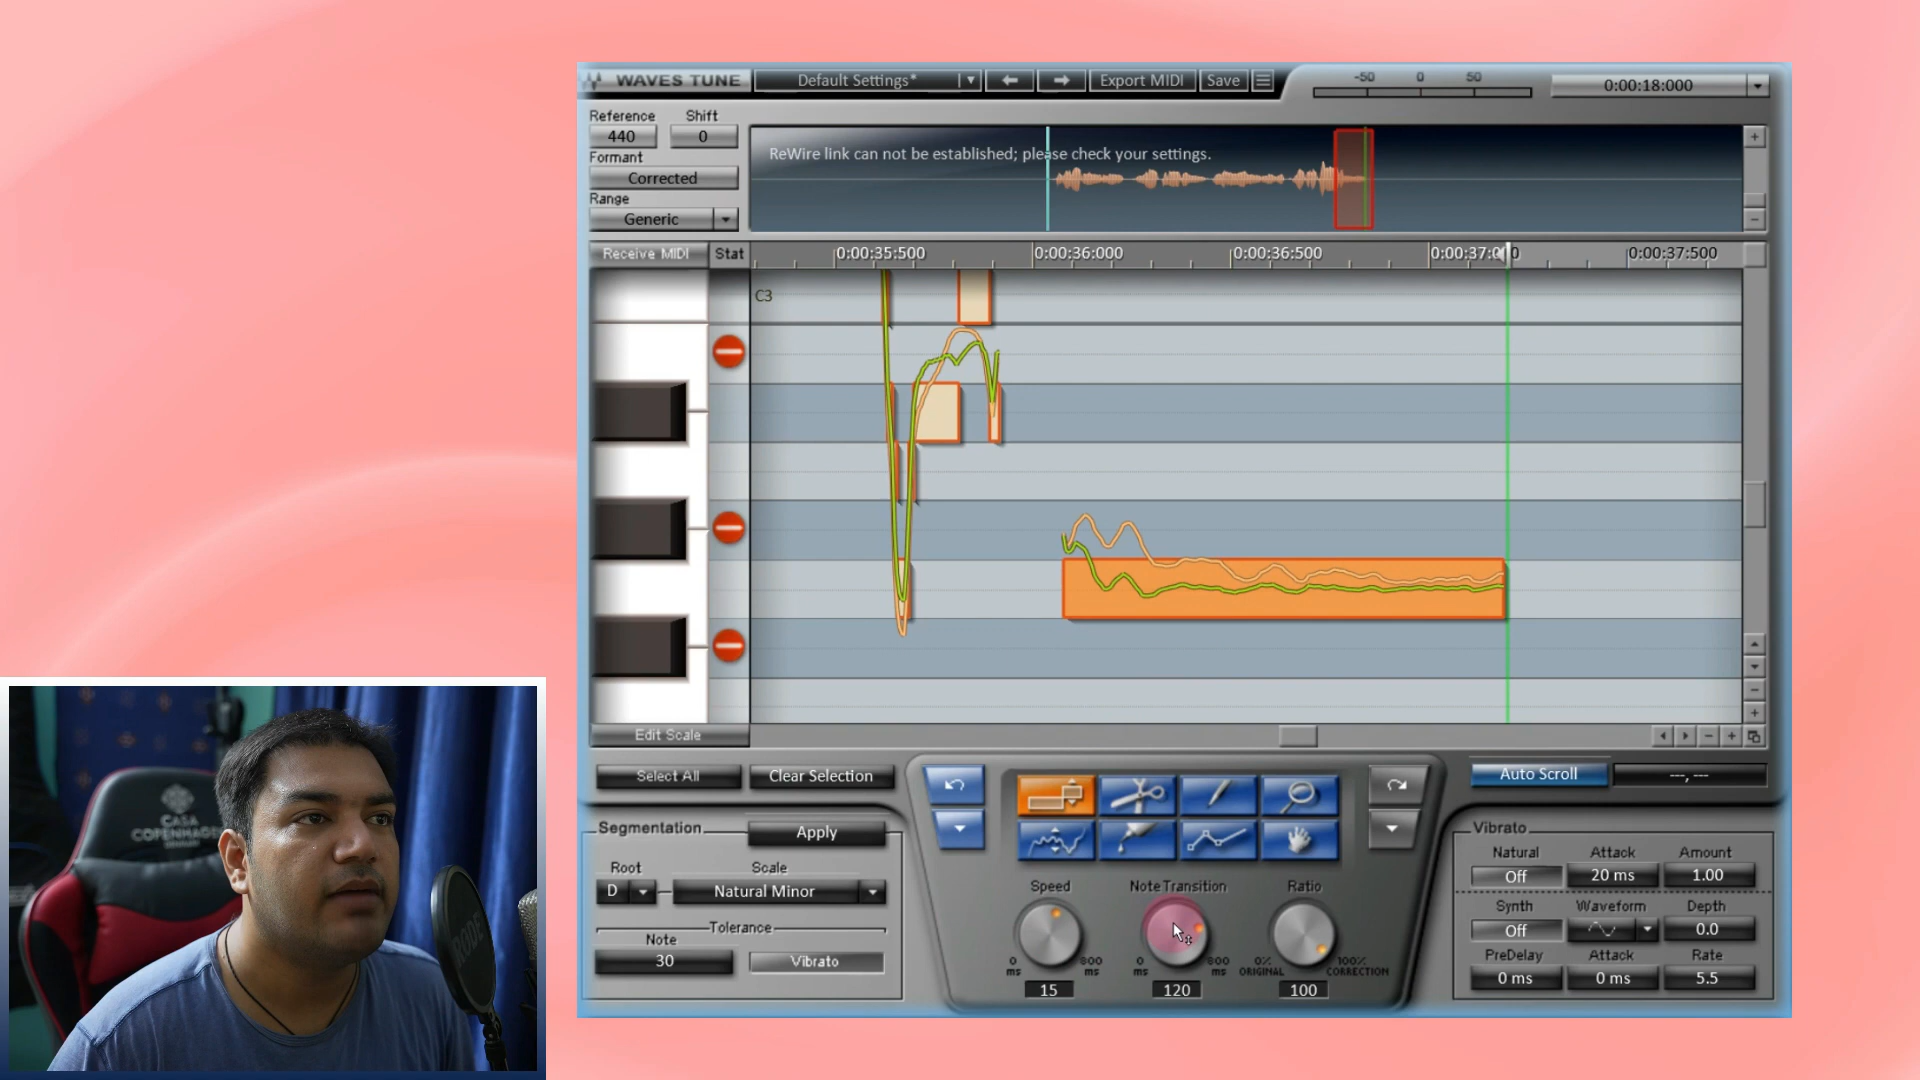 WAVES TUNE
Default Settings*
Export MIDI
Save
-50 0 50
0:00:18:000
Reference Shift
440 0
Formant
Corrected
Range
Generic
ReWire link can not be established; please check your settings.
Receive MIDI Stat
0:00:35:500 0:00:36:000 0:00:36:500 0:00:37:500
C3
Edit Scale
Select All Clear Selection
Auto Scroll
---, ---
Segmentation
Apply
Root Scale
D Natural Minor
Tolerance
Note
30 Vibrato
Speed Note Transition Ratio
0 ms 800 ms 0 ms 800 ms 0% ORIGINAL 100% CORRECTION
15 120 100
Vibrato
Natural Attack Amount
Off 20 ms 1.00
Synth Waveform Depth
Off 0.0
PreDelay Attack Rate
0 ms 0 ms 5.5
CASA
COPENHAGEN
RODE